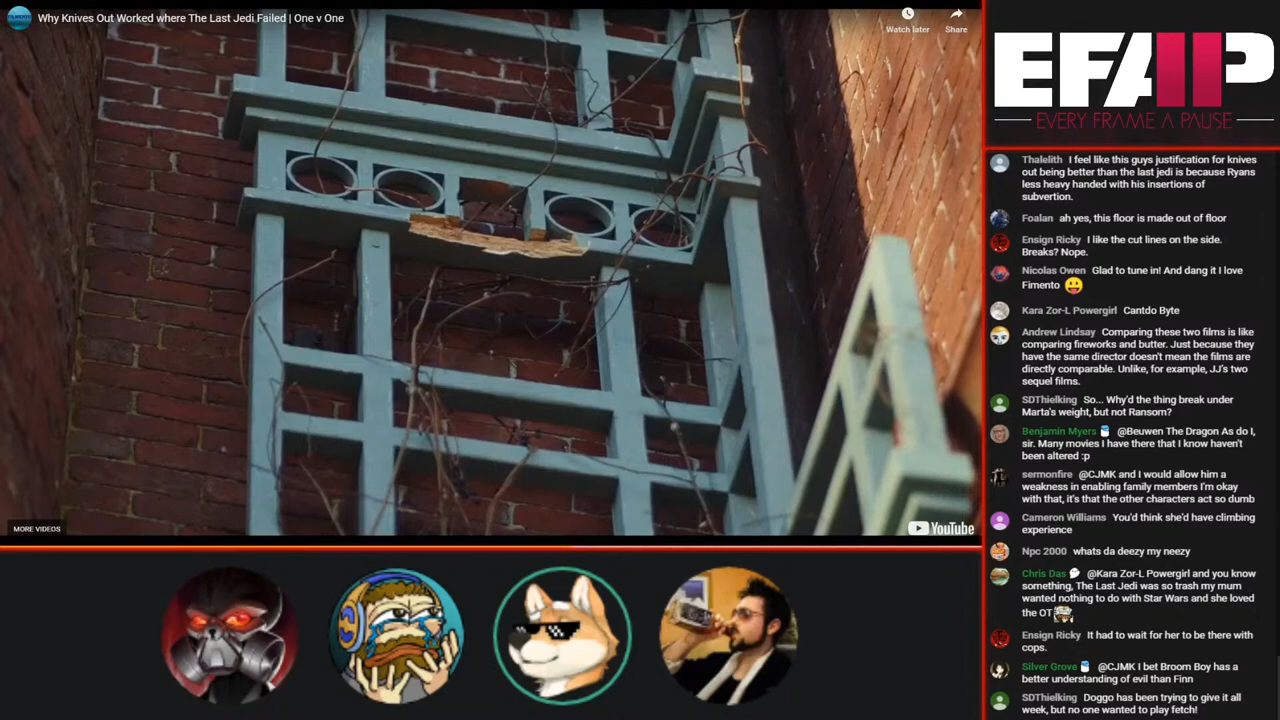 Why Knives Out Worked where The Last Jedi Failed | One v One
Watch later
Share
MORE VIDEOS
YouTube
EFAP
EVERY FRAME A PAUSE
Thalelith I feel like this guys justification for knives
out being better than the last jedi is because Ryans
less heavy handed with his insertions of
subvertion.
Foalan ah yes, this floor is made out of floor
Ensign Ricky I like the cut lines on the side.
Breaks? Nope.
Nicolas Owen Glad to tune in! And dang it I love
Fimento 😛
Kara Zor-L Powergirl Cantdo Byte
Andrew Lindsay Comparing these two films is like
comparing fireworks and butter. Just because they
have the same director doesn't mean the films are
directly comparable. Unlike, for example, JJ's two
sequel films.
SDThielking So... Why'd the thing break under
Marta's weight, but not Ransom?
Benjamin Myers @Beuwen The Dragon As do I,
sir. Many movies I have there that I know haven't
been altered :p
sermonfire @CJMK and I would allow him a
weakness in enabling family members I'm okay
with that, it's that the other characters act so dumb
Cameron Williams You'd think she'd have climbing
experience
Npc 2000 whats da deezy my neezy
Chris Das @Kara Zor-L Powergirl and you know
something, The Last Jedi was so trash my mum
wanted nothing to do with Star Wars and she loved
the OT
Ensign Ricky It had to wait for her to be there with
cops.
Silver Grove @CJMK I bet Broom Boy has a
better understanding of evil than Finn
SDThielking Doggo has been trying to give it all
week, but no one wanted to play fetch!